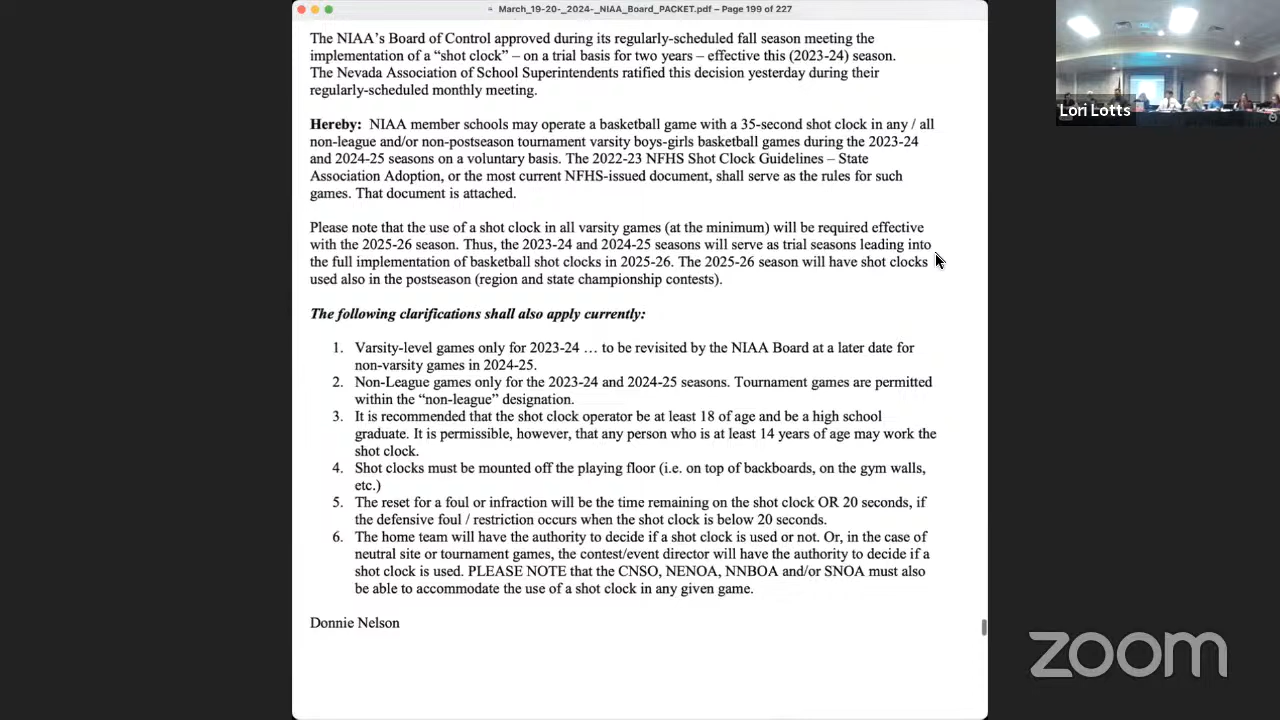 March_19-20-_2024-_NIAA_Board_PACKET.pdf – Page 199 of 227
The NIAA's Board of Control approved during its regularly-scheduled fall season meeting the
implementation of a “shot clock” – on a trial basis for two years – effective this (2023-24) season.
The Nevada Association of School Superintendents ratified this decision yesterday during their
regularly-scheduled monthly meeting.
Hereby:  NIAA member schools may operate a basketball game with a 35-second shot clock in any / all
non-league and/or non-postseason tournament varsity boys-girls basketball games during the 2023-24
and 2024-25 seasons on a voluntary basis. The 2022-23 NFHS Shot Clock Guidelines – State
Association Adoption, or the most current NFHS-issued document, shall serve as the rules for such
games. That document is attached.
Please note that the use of a shot clock in all varsity games (at the minimum) will be required effective
with the 2025-26 season. Thus, the 2023-24 and 2024-25 seasons will serve as trial seasons leading into
the full implementation of basketball shot clocks in 2025-26. The 2025-26 season will have shot clocks
used also in the postseason (region and state championship contests).
The following clarifications shall also apply currently:
1. Varsity-level games only for 2023-24 … to be revisited by the NIAA Board at a later date for
non-varsity games in 2024-25.
2. Non-League games only for the 2023-24 and 2024-25 seasons. Tournament games are permitted
within the “non-league” designation.
3. It is recommended that the shot clock operator be at least 18 of age and be a high school
graduate. It is permissible, however, that any person who is at least 14 years of age may work the
shot clock.
4. Shot clocks must be mounted off the playing floor (i.e. on top of backboards, on the gym walls,
etc.)
5. The reset for a foul or infraction will be the time remaining on the shot clock OR 20 seconds, if
the defensive foul / restriction occurs when the shot clock is below 20 seconds.
6. The home team will have the authority to decide if a shot clock is used or not. Or, in the case of
neutral site or tournament games, the contest/event director will have the authority to decide if a
shot clock is used. PLEASE NOTE that the CNSO, NENOA, NNBOA and/or SNOA must also
be able to accommodate the use of a shot clock in any given game.
Donnie Nelson
Lori Lotts
zoom